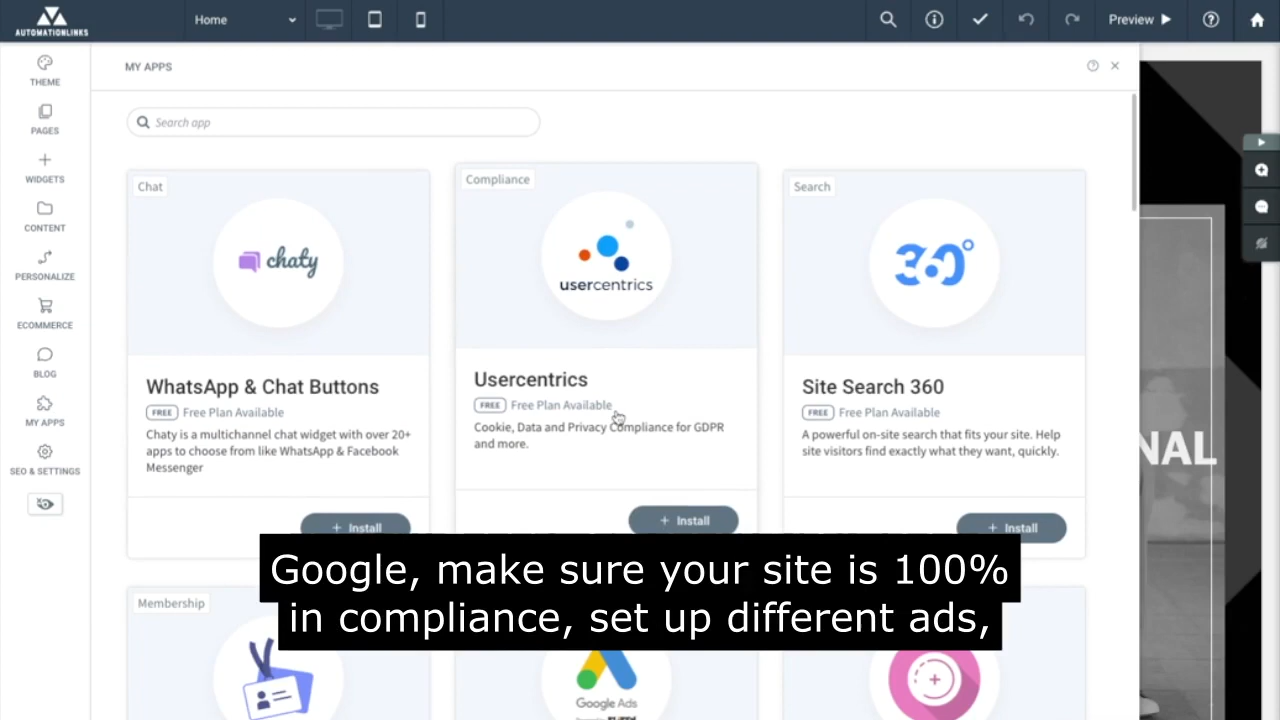 AUTOMATIONLINKS
Home
Preview
THEME
PAGES
WIDGETS
CONTENT
PERSONALIZE
ECOMMERCE
BLOG
MY APPS
SEO & SETTINGS
MY APPS
Search app
Chat
chaty
WhatsApp & Chat Buttons
FREE Free Plan Available
Chaty is a multichannel chat widget with over 20+
apps to choose from like WhatsApp & Facebook
Messenger
+ Install
Compliance
usercentrics
Usercentrics
FREE Free Plan Available
Cookie, Data and Privacy Compliance for GDPR
and more.
+ Install
Search
360°
Site Search 360
FREE Free Plan Available
A powerful on-site search that fits your site. Help
site visitors find exactly what they want, quickly.
+ Install
NAL
Membership
Google Ads
Google, make sure your site is 100%
in compliance, set up different ads,